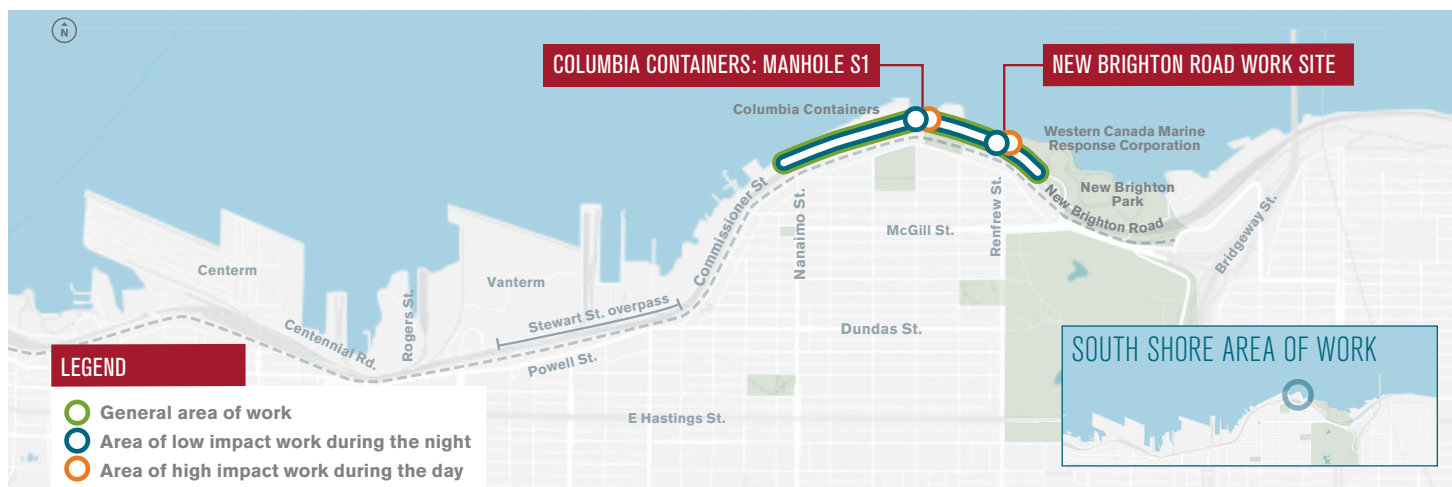 N
COLUMBIA CONTAINERS: MANHOLE S1
NEW BRIGHTON ROAD WORK SITE
Columbia Containers
Western Canada Marine
Response Corporation
New Brighton
Park
New Brighton Road
Commissioner St
Nanaimo St.
McGill St.
Renfrew St.
Bridgeway St.
Centerm
Vanterm
Rogers St.
Stewart St. overpass
Centennial Rd.
Powell St.
Dundas St.
E Hastings St.
LEGEND
General area of work
Area of low impact work during the night
Area of high impact work during the day
SOUTH SHORE AREA OF WORK